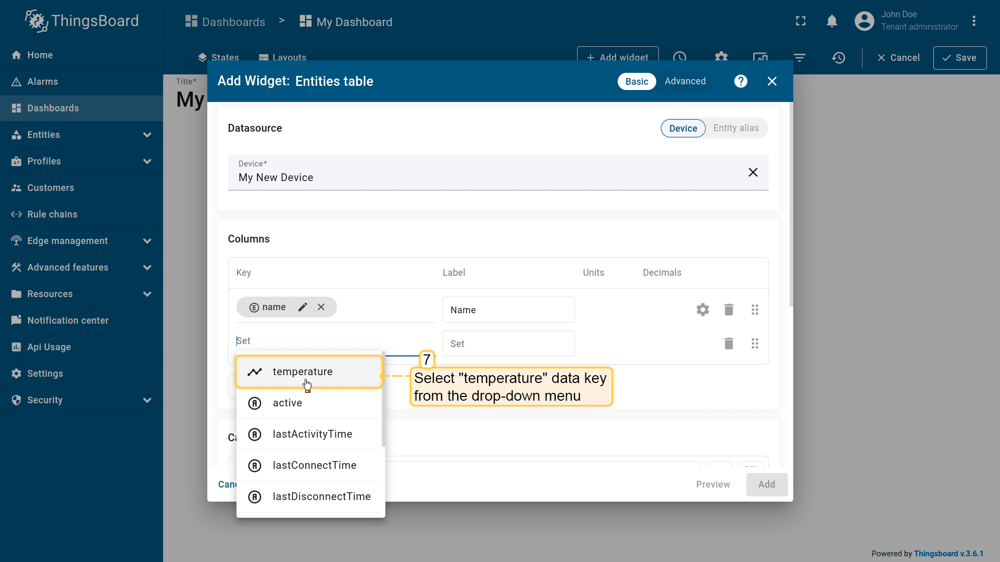 ThingsBoard
Dashboards > My Dashboard
John Doe
Tenant administrator
Home
Alarms
Dashboards
Entities
Profiles
Customers
Rule chains
Edge management
Advanced features
Resources
Notification center
Api Usage
Settings
Security
States Layouts + Add widget Cancel Save
Title*
My
Add Widget: Entities table Basic Advanced
Datasource Device Entity alias
Device*
My New Device
Columns
Key Label Units Decimals
E name Name
Set Set
temperature
7
Select "temperature" data key
from the drop-down menu
A active
A lastActivityTime
A lastConnectTime
A lastDisconnectTime
Preview Add
Powered by Thingsboard v.3.6.1